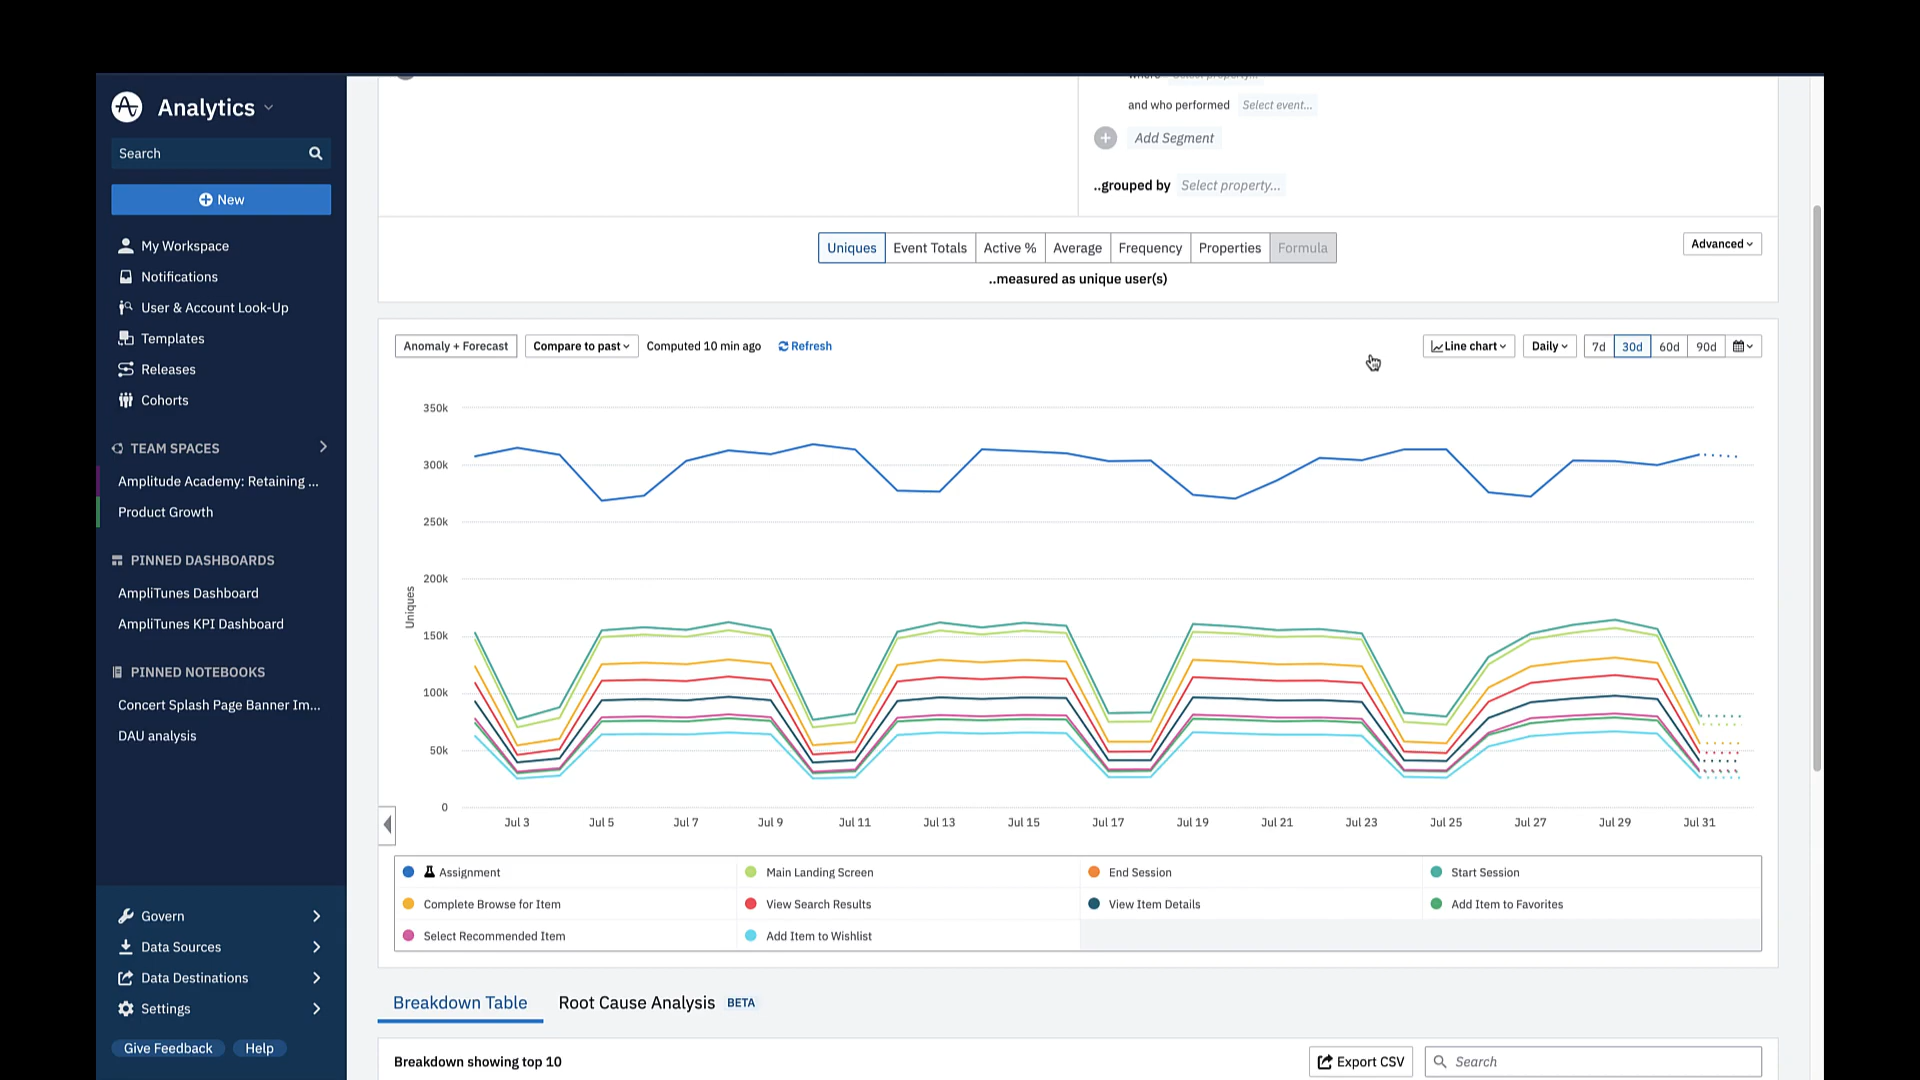 Analytics
Search
New
My Workspace
Notifications
User & Account Look-Up
Templates
Releases
Cohorts
TEAM SPACES
Amplitude Academy: Retaining ...
Product Growth
PINNED DASHBOARDS
AmpliTunes Dashboard
AmpliTunes KPI Dashboard
PINNED NOTEBOOKS
Concert Splash Page Banner Im...
DAU analysis
Govern
Data Sources
Data Destinations
Settings
Give Feedback Help
where Select property...
and who performed Select event...
Add Segment
..grouped by Select property...
Uniques Event Totals Active % Average Frequency Properties Formula
Advanced
..measured as unique user(s)
Anomaly + Forecast Compare to past Computed 10 min ago Refresh
Line chart Daily 7d 30d 60d 90d
350k
300k
250k
200k
150k
100k
50k
0
Uniques
Jul 3 Jul 5 Jul 7 Jul 9 Jul 11 Jul 13 Jul 15 Jul 17 Jul 19 Jul 21 Jul 23 Jul 25 Jul 27 Jul 29 Jul 31
Assignment Main Landing Screen End Session Start Session
Complete Browse for Item View Search Results View Item Details Add Item to Favorites
Select Recommended Item Add Item to Wishlist
Breakdown Table Root Cause Analysis BETA
Breakdown showing top 10
Export CSV Search